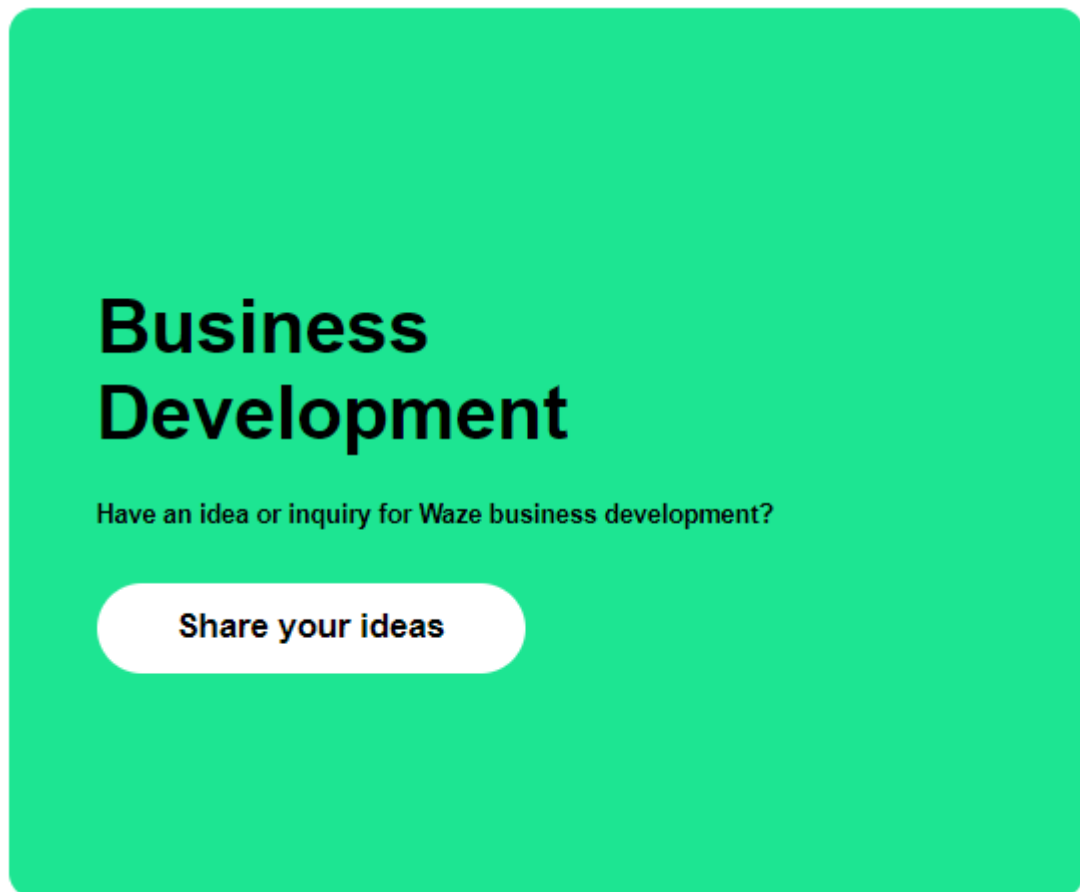 Business
Development
Have an idea or inquiry for Waze business development?
Share your ideas